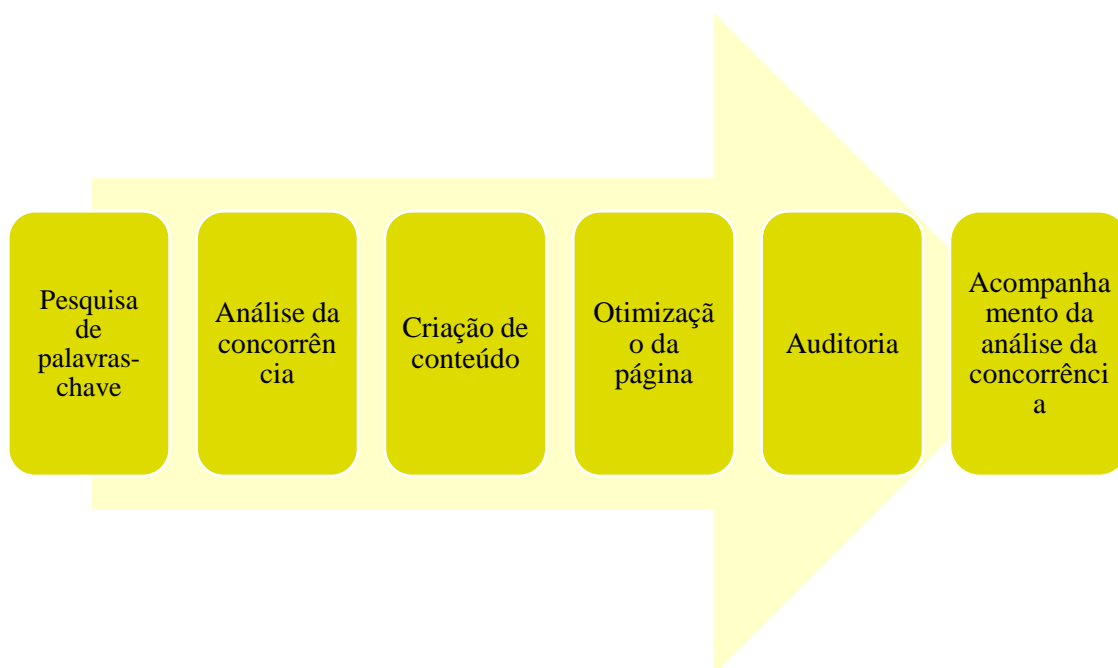 Pesquisa
de
palavras-
chave
Análise da
concorrên
cia
Criação de
conteúdo
Otimizaçã
o da
página
Auditoria
Acompanha
mento da
análise da
concorrênci
a